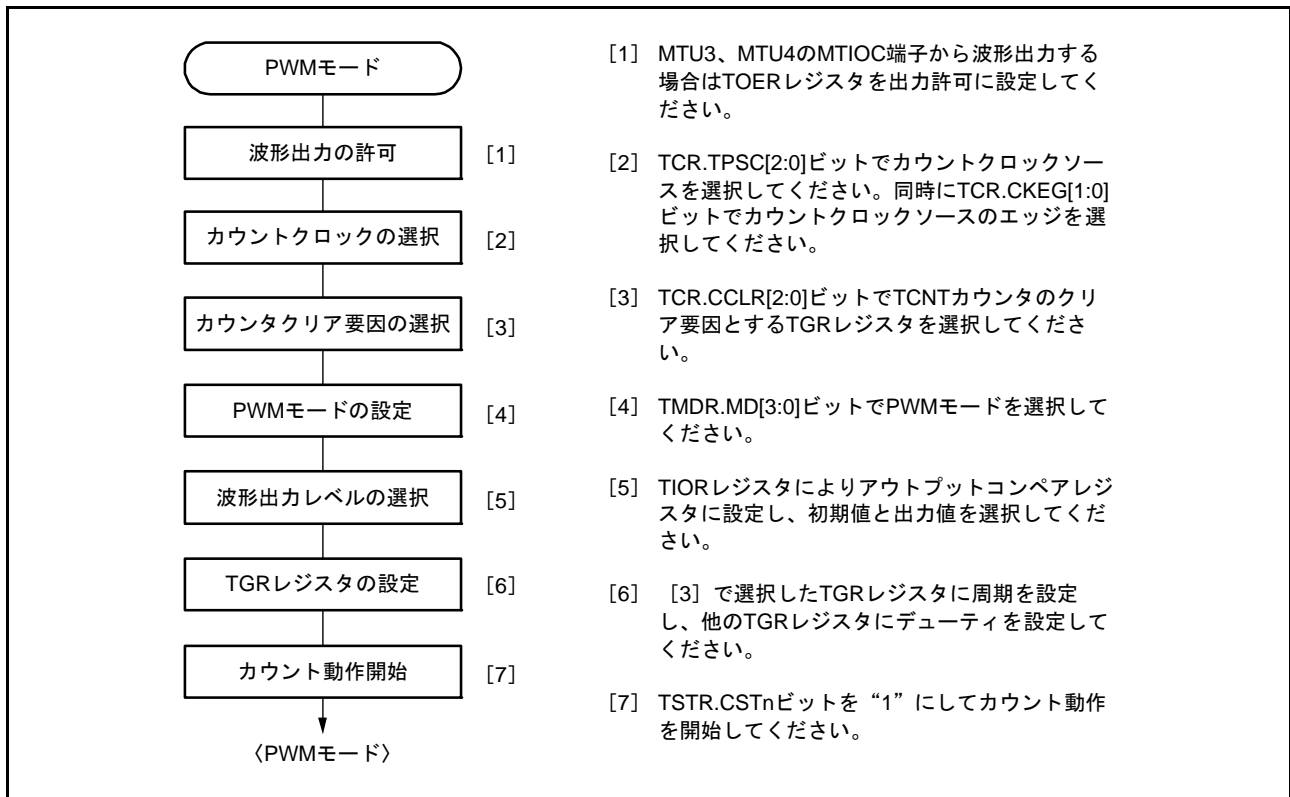 PWMモード
波形出力の許可 [1]
カウントクロックの選択 [2]
カウンタクリア要因の選択 [3]
PWMモードの設定 [4]
波形出力レベルの選択 [5]
TGRレジスタの設定 [6]
カウント動作開始 [7]
〈PWMモード〉
[1] MTU3、MTU4のMTIOC端子から波形出力する
場合はTOERレジスタを出力許可に設定してく
ださい。
[2] TCR.TPSC[2:0]ビットでカウントクロックソー
スを選択してください。同時にTCR.CKEG[1:0]
ビットでカウントクロックソースのエッジを選
択してください。
[3] TCR.CCLR[2:0]ビットでTCNTカウンタのクリ
ア要因とするTGRレジスタを選択してくださ
い。
[4] TMDR.MD[3:0]ビットでPWMモードを選択して
ください。
[5] TIORレジスタによりアウトプットコンペアレジ
スタに設定し、初期値と出力値を選択してくだ
さい。
[6] [3]で選択したTGRレジスタに周期を設定
し、他のTGRレジスタにデューティを設定して
ください。
[7] TSTR.CSTnビットを“1”にしてカウント動作
を開始してください。